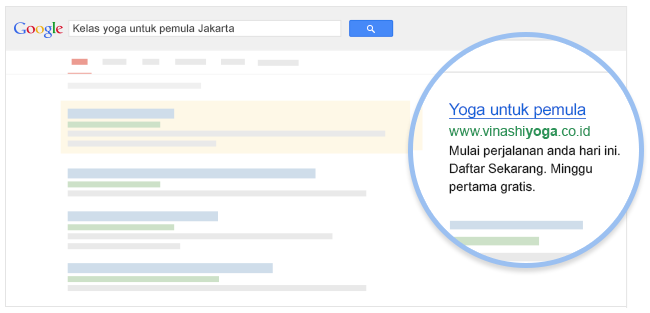 Google
Kelas yoga untuk pemula Jakarta
Yoga untuk pemula
www.vinashiyoga.co.id
Mulai perjalanan anda hari ini.
Daftar Sekarang. Minggu
pertama gratis.